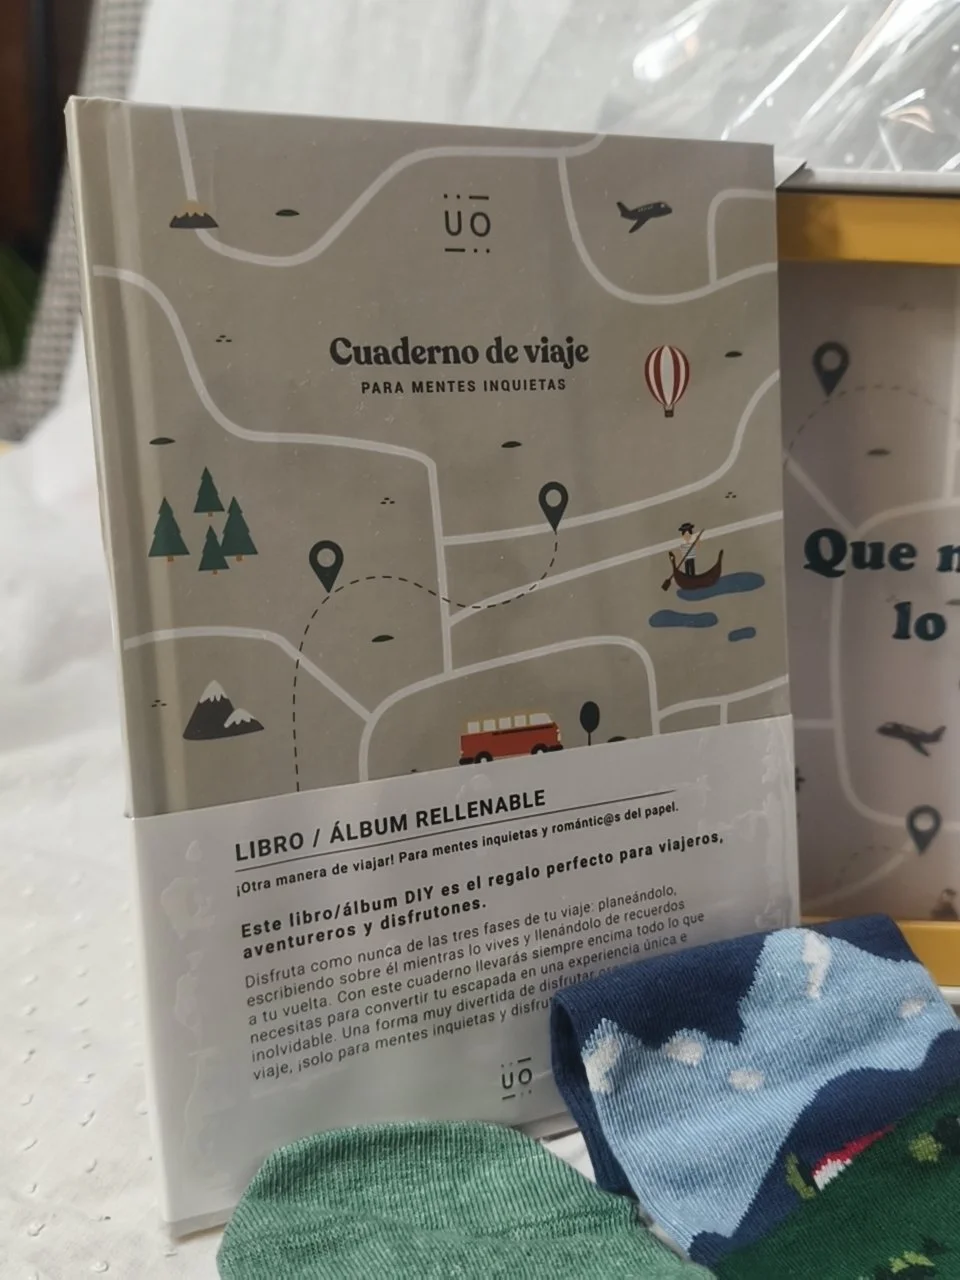 UO
Cuaderno de viaje
PARA MENTES INQUIETAS
LIBRO / ÁLBUM RELLENABLE
¡Otra manera de viajar! Para mentes inquietas y romántic@s del papel.
Este libro/álbum DIY es el regalo perfecto para viajeros,
aventureros y disfrutones.
Disfruta como nunca de las tres fases de tu viaje: planeándolo,
escribiendo sobre él mientras lo vives y llenándolo de recuerdos
a tu vuelta. Con este cuaderno llevarás siempre encima todo lo que
necesitas para convertir tu escapada en una experiencia única e
inolvidable. Una forma muy divertida de disfrutar
viaje, ¡solo para mentes inquietas y
UO
Que
lo